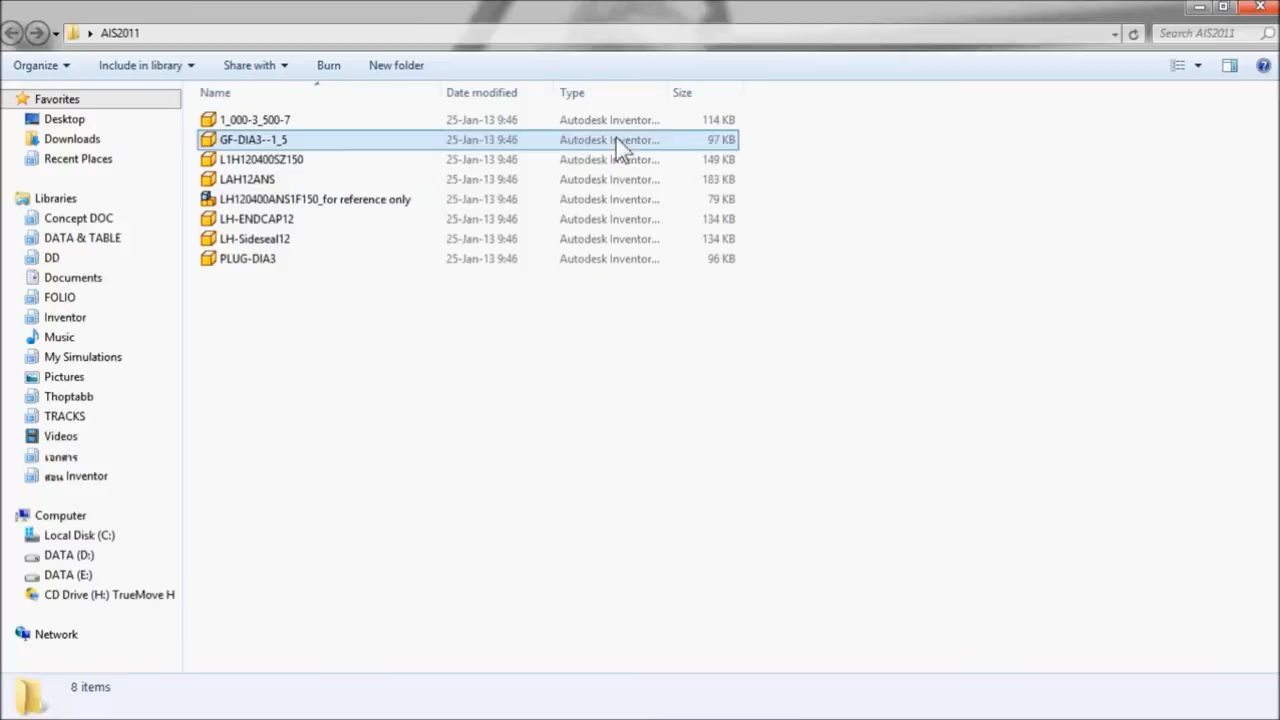 AIS2011
Search AIS2011
Organize Include in library Share with Burn New folder
Name Date modified Type Size
Favorites
Desktop
Downloads
Recent Places
Libraries
Concept DOC
DATA & TABLE
DD
Documents
FOLIO
Inventor
Music
My Simulations
Pictures
Thoptabb
TRACKS
Videos
เอกสาร
สอน Inventor
Computer
Local Disk (C:)
DATA (D:)
DATA (E:)
CD Drive (H:) TrueMove H
Network
1_000-3_500-7 25-Jan-13 9:46 Autodesk Inventor... 114 KB
GF-DIA3--1_5 25-Jan-13 9:46 Autodesk Inventor... 97 KB
L1H120400SZ150 25-Jan-13 9:46 Autodesk Inventor... 149 KB
LAH12ANS 25-Jan-13 9:46 Autodesk Inventor... 183 KB
LH120400ANS1F150_for reference only 25-Jan-13 9:46 Autodesk Inventor... 79 KB
LH-ENDCAP12 25-Jan-13 9:46 Autodesk Inventor... 134 KB
LH-Sideseal12 25-Jan-13 9:46 Autodesk Inventor... 134 KB
PLUG-DIA3 25-Jan-13 9:46 Autodesk Inventor... 96 KB
8 items